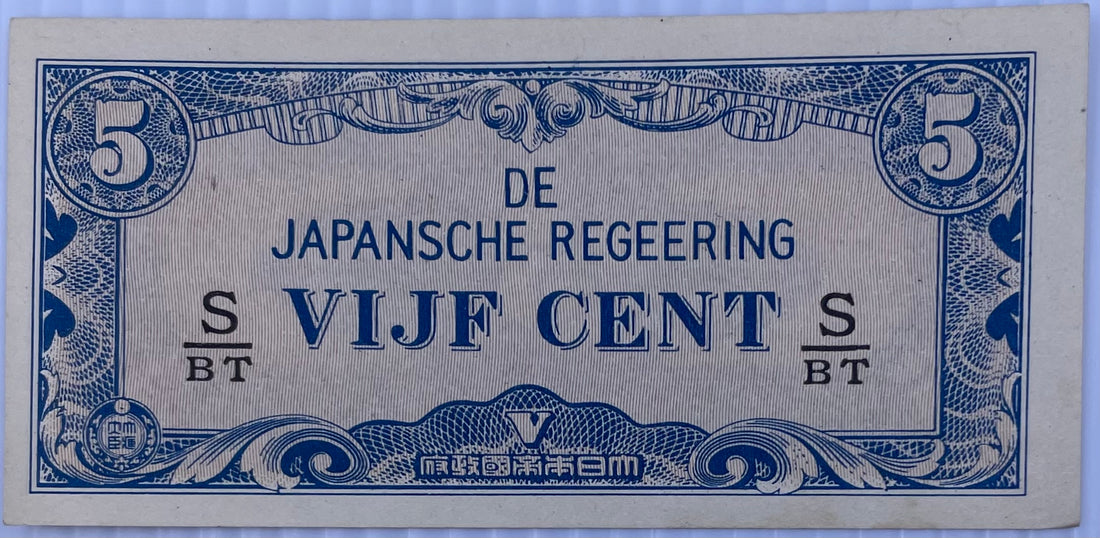 5 5
DE
JAPANSCHE REGEERING
VIJF CENT
S S
BT BT
V
大日本帝國政府